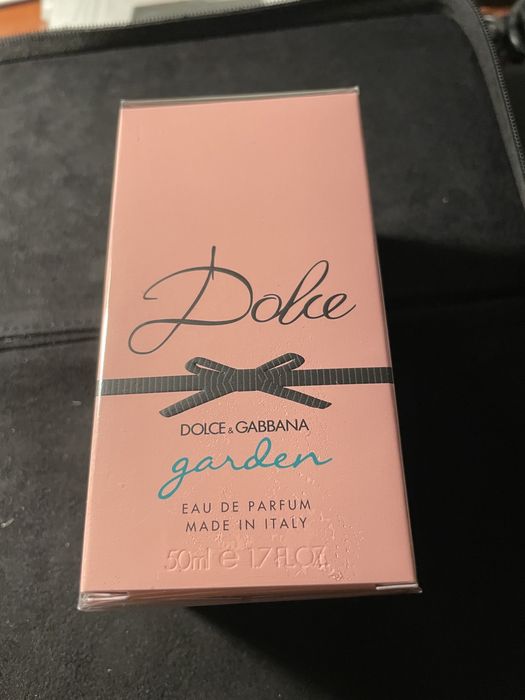 Dolce
DOLCE & GABBANA
garden
EAU DE PARFUM
MADE IN ITALY
50ml e 1.7 FL.OZ.